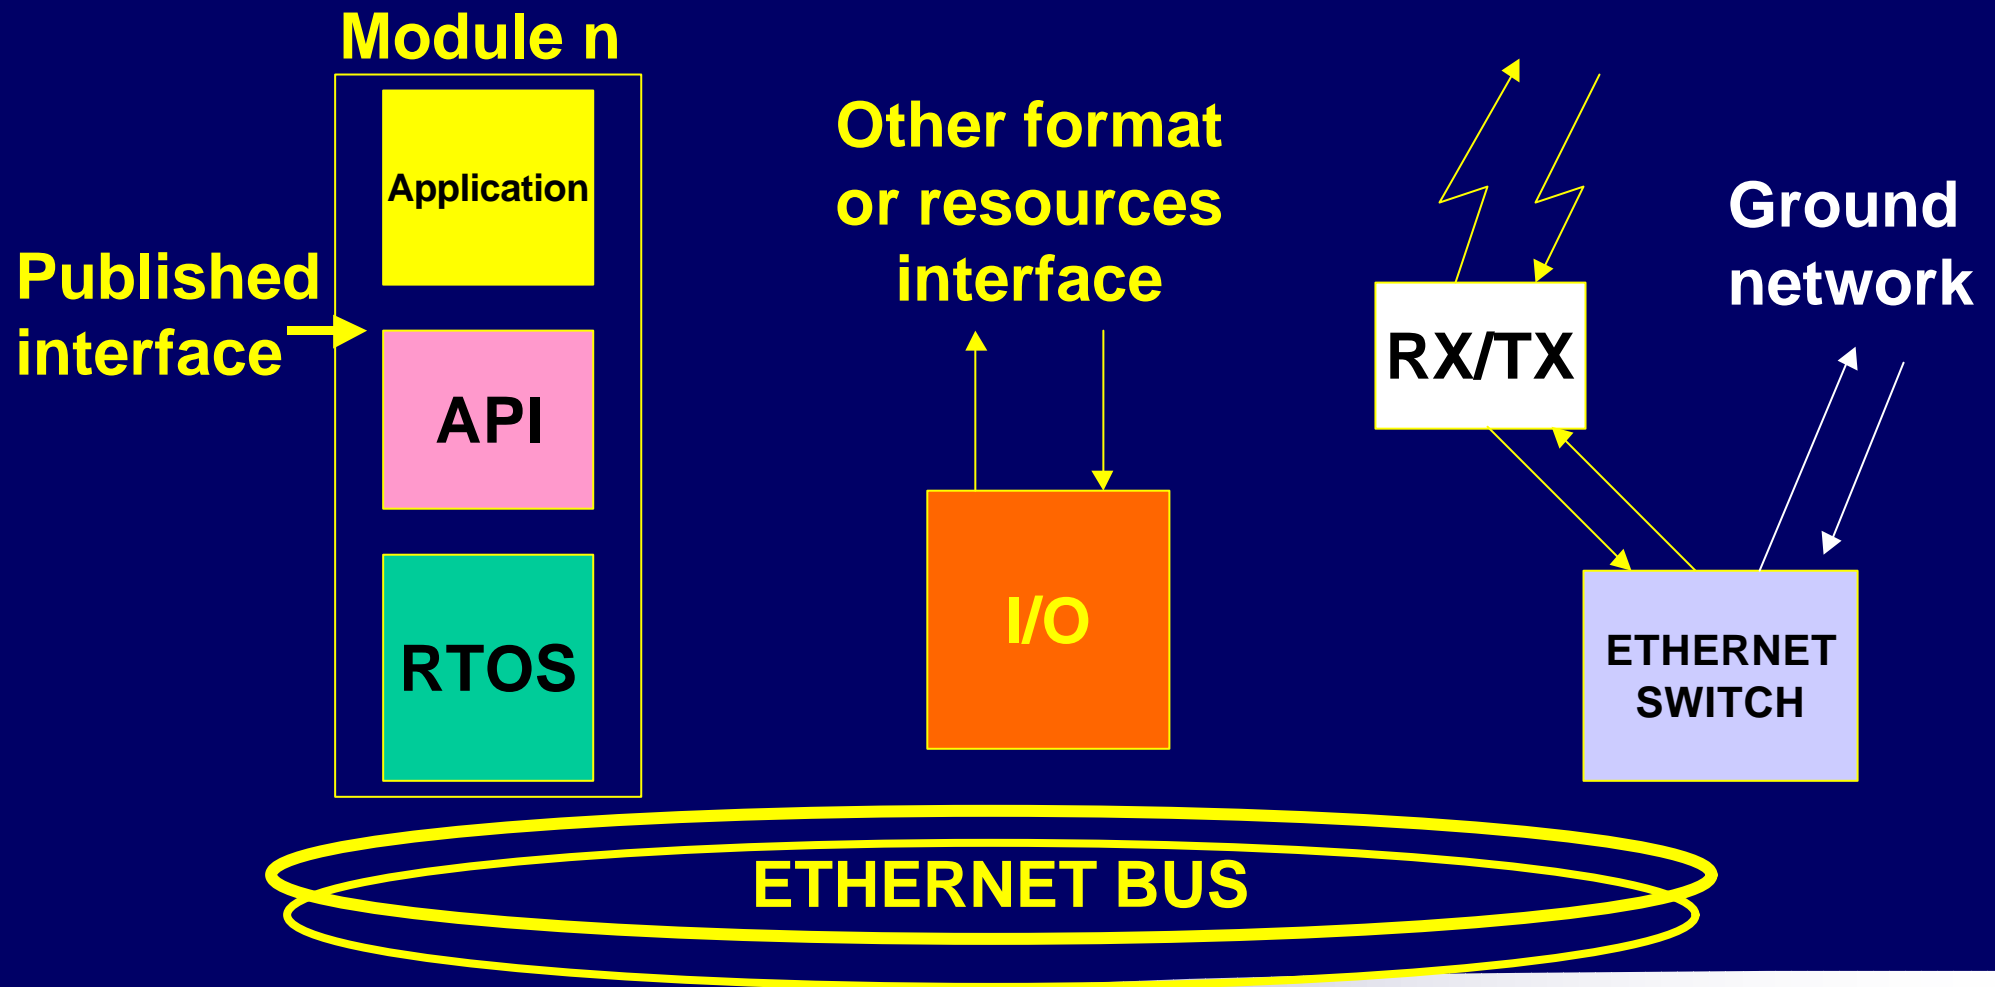 Module n
Application
Published
interface
API
RTOS
Other format
or resources
interface
I/O
RX/TX
Ground
network
ETHERNET
SWITCH
ETHERNET BUS